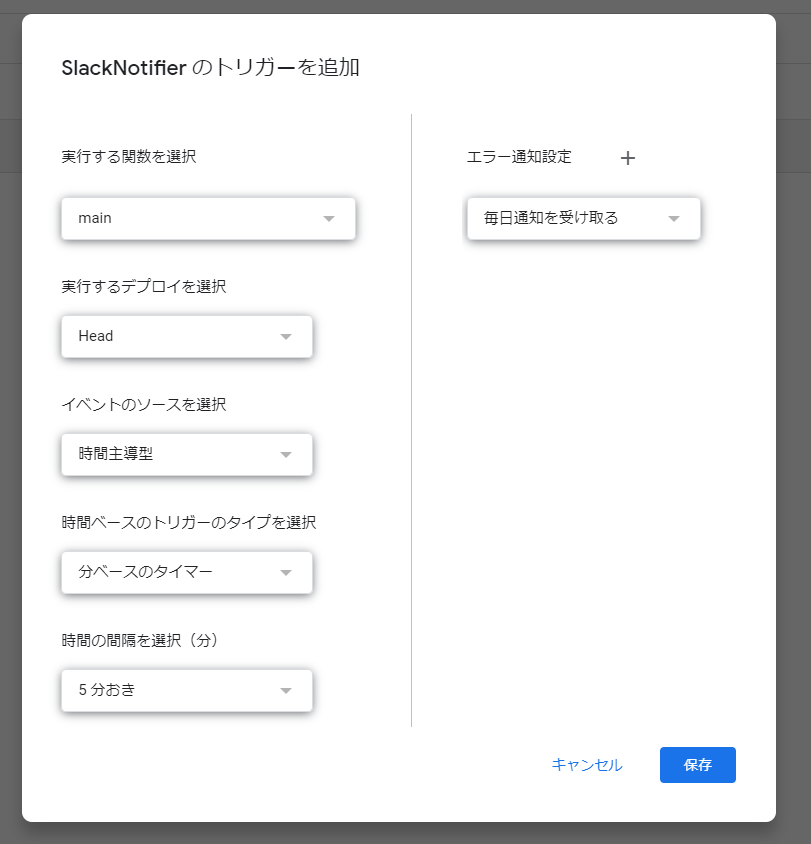 SlackNotifier のトリガーを追加
実行する関数を選択
main
実行するデプロイを選択
Head
イベントのソースを選択
時間主導型
時間ベースのトリガーのタイプを選択
分ベースのタイマー
時間の間隔を選択（分）
5 分おき
エラー通知設定
毎日通知を受け取る
キャンセル
保存